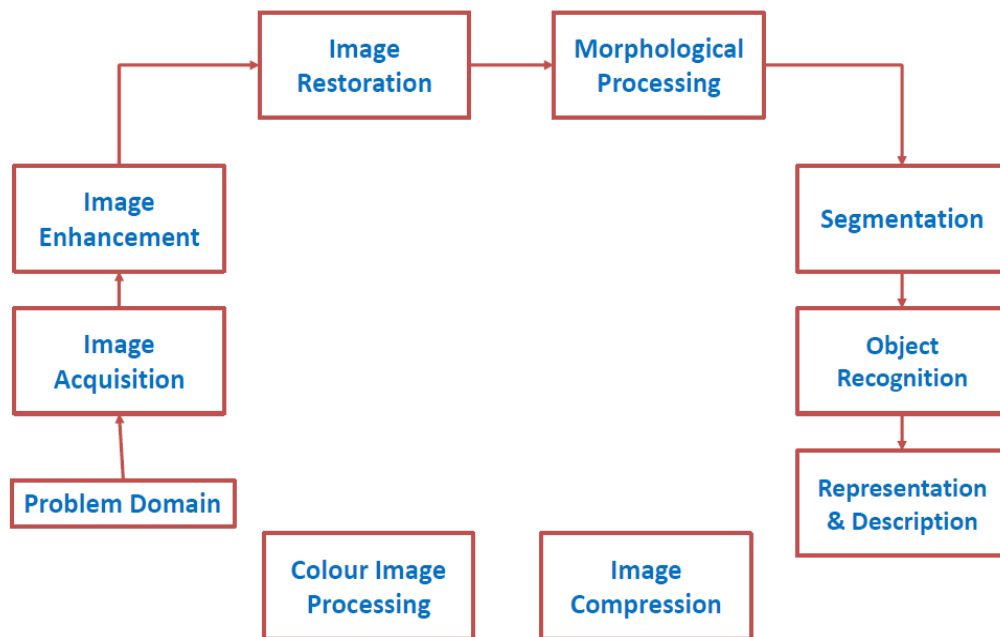 Image
Restoration
Morphological
Processing
Image
Enhancement
Segmentation
Image
Acquisition
Object
Recognition
Problem Domain
Representation
& Description
Colour Image
Processing
Image
Compression